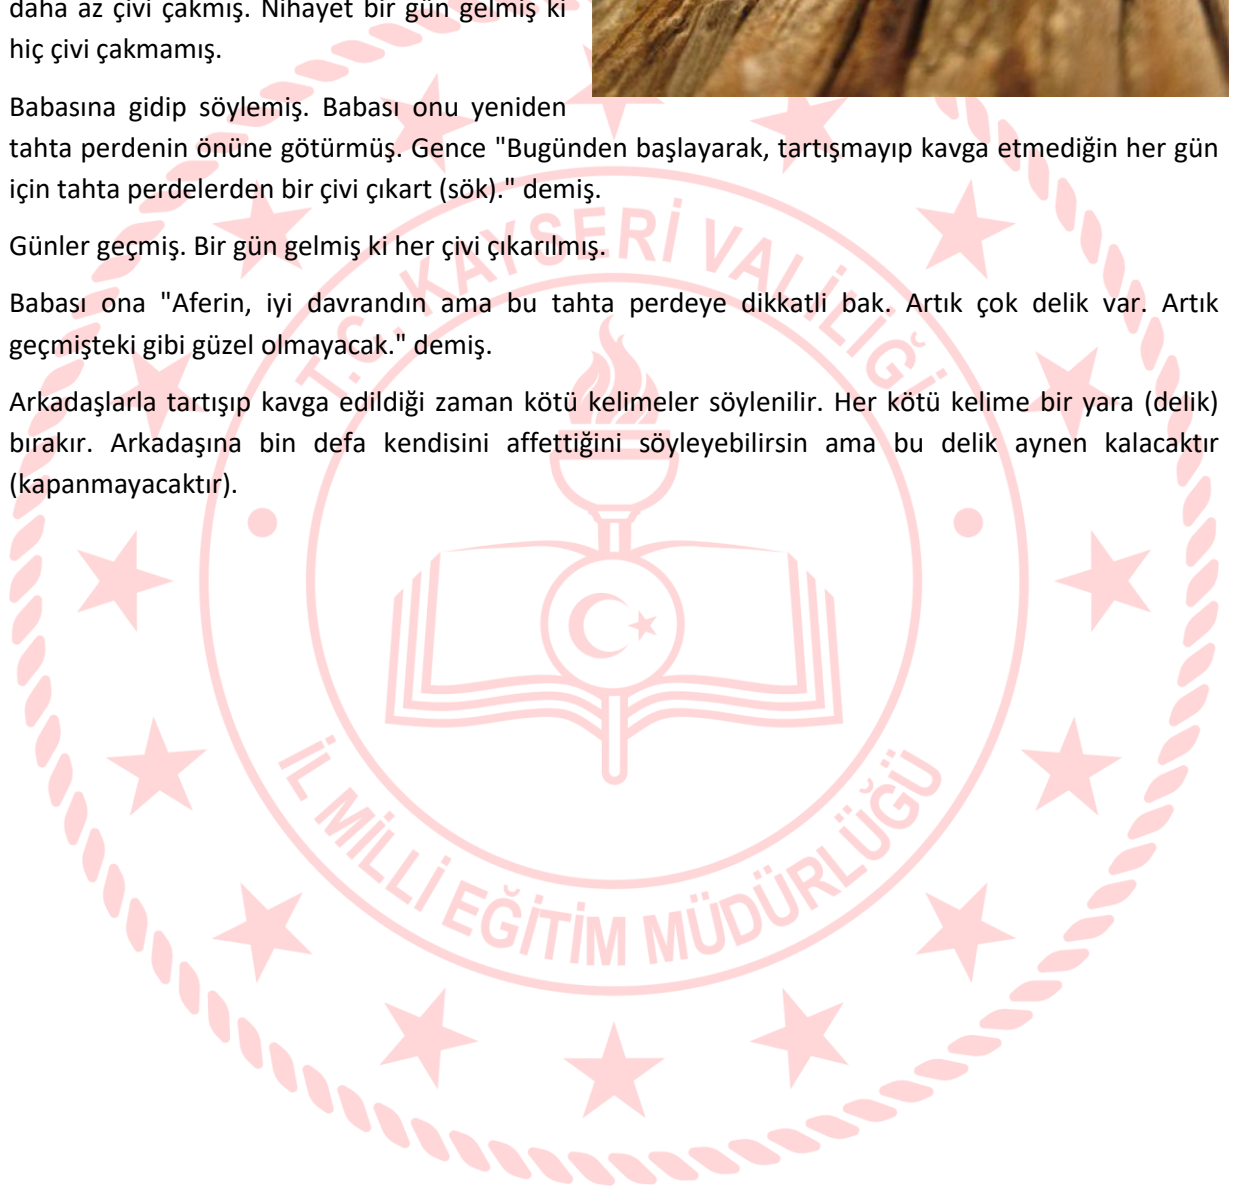 daha az çivi çakmış. Nihayet bir gün gelmiş ki
hiç çivi çakmamış.
Babasına gidip söylemiş. Babası onu yeniden
tahta perdenin önüne götürmüş. Gence "Bugünden başlayarak, tartışmayıp kavga etmediğin her gün
için tahta perdelerden bir çivi çıkart (sök)." demiş.
Günler geçmiş. Bir gün gelmiş ki her çivi çıkarılmış.
Babası ona "Aferin, iyi davrandın ama bu tahta perdeye dikkatli bak. Artık çok delik var. Artık
geçmişteki gibi güzel olmayacak." demiş.
Arkadaşlarla tartışıp kavga edildiği zaman kötü kelimeler söylenilir. Her kötü kelime bir yara (delik)
bırakır. Arkadaşına bin defa kendisini affettiğini söyleyebilirsin ama bu delik aynen kalacaktır
(kapanmayacaktır).
T.C. KAYSERİ VALİLİĞİ
İL MİLLİ EĞİTİM MÜDÜRLÜĞÜ